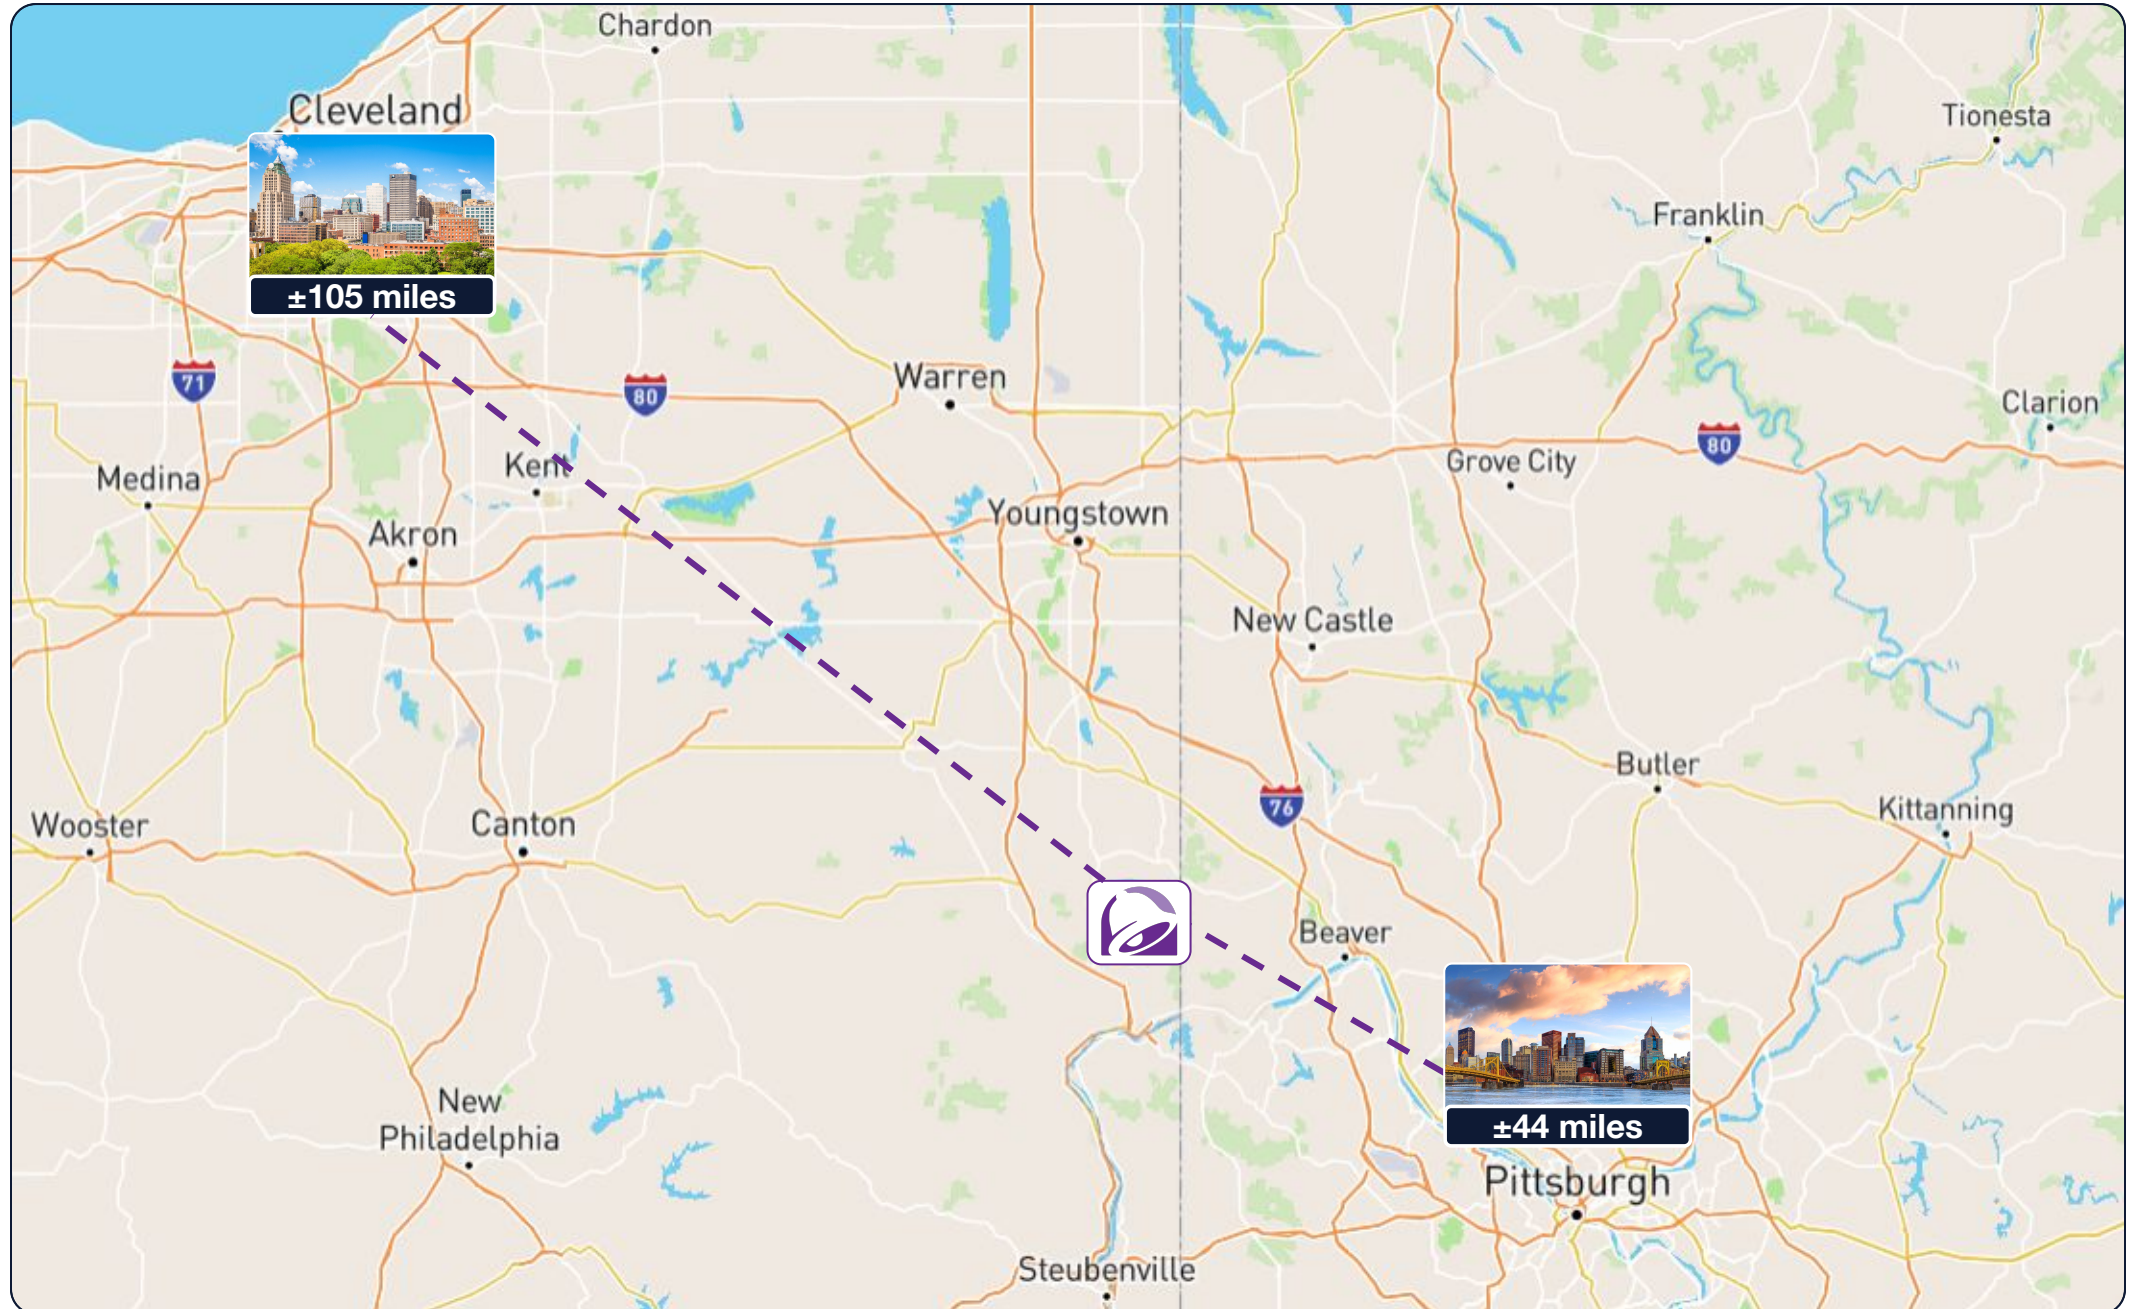 Chardon
Cleveland
Tionesta
Franklin
±105 miles
71
80
Warren
Clarion
80
Grove City
Kent
Medina
Youngstown
Akron
New Castle
Butler
76
Kittanning
Wooster
Canton
Beaver
New
Philadelphia
±44 miles
Pittsburgh
Steubenville